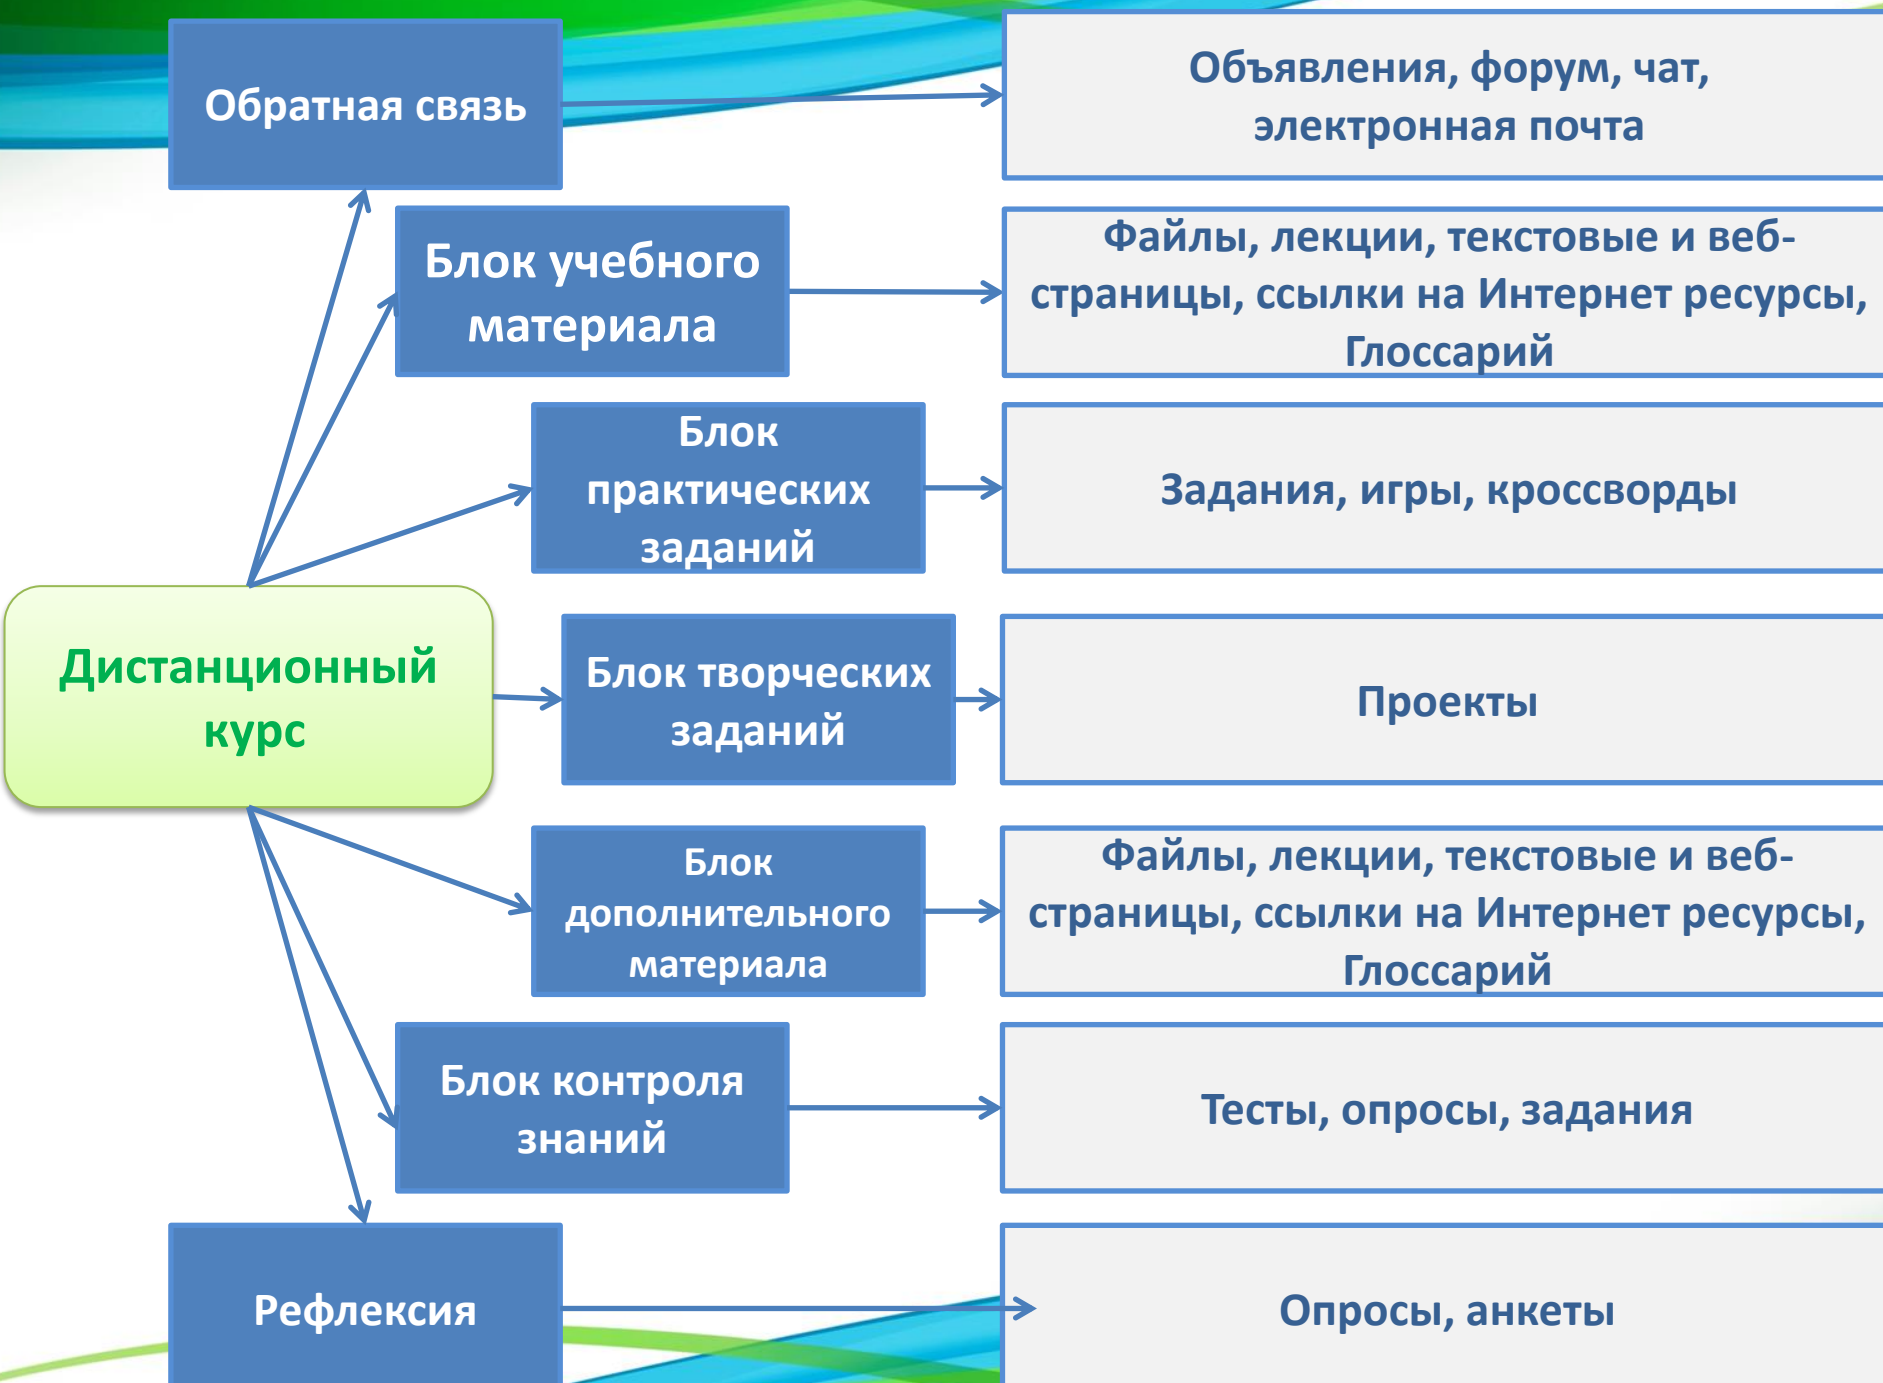 Обратная связь
Объявления, форум, чат,
электронная почта
Блок учебного
материала
Файлы, лекции, текстовые и веб-
страницы, ссылки на Интернет ресурсы,
Глоссарий
Блок
практических
заданий
Задания, игры, кроссворды
Дистанционный
курс
Блок творческих
заданий
Проекты
Блок
дополнительного
материала
Файлы, лекции, текстовые и веб-
страницы, ссылки на Интернет ресурсы,
Глоссарий
Блок контроля
знаний
Тесты, опросы, задания
Рефлексия
Опросы, анкеты